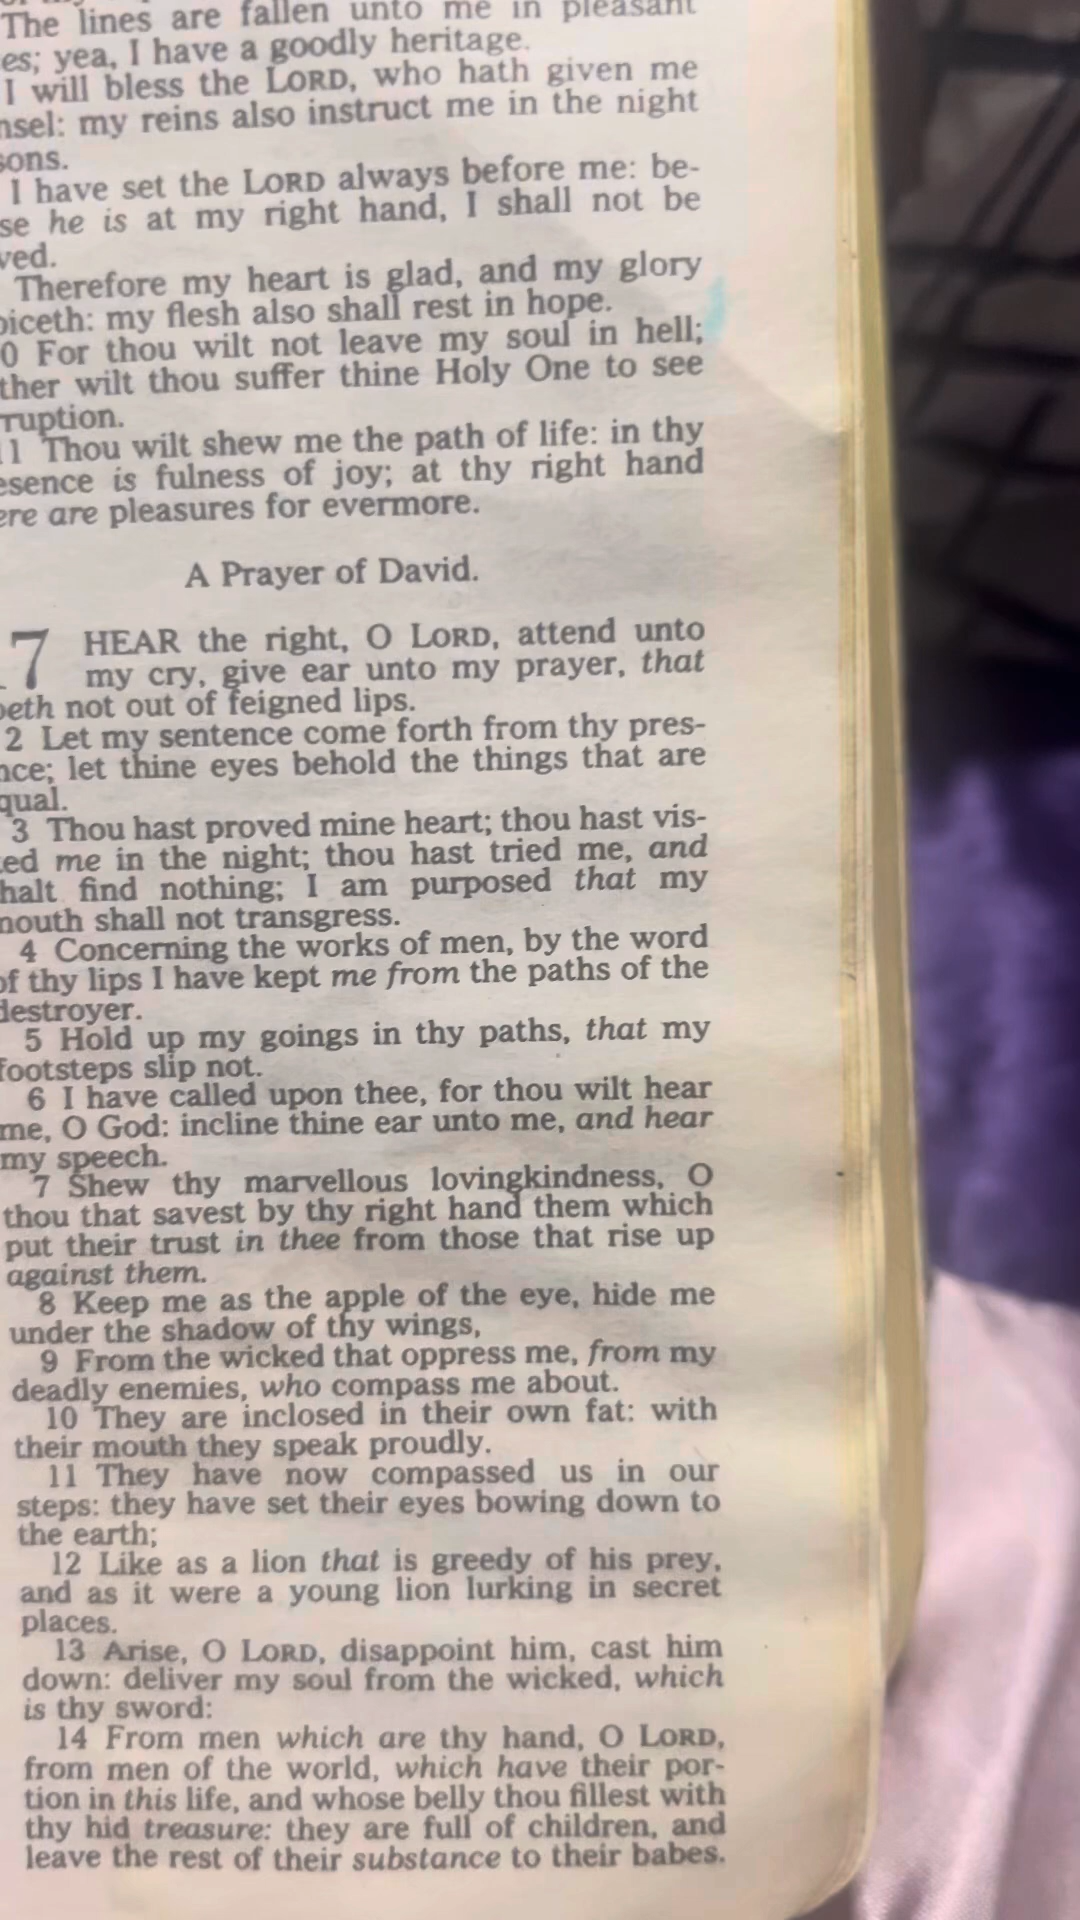 The lines are fallen unto me in pleasant
es; yea, I have a goodly heritage.
I will bless the LORD, who hath given me
nsel: my reins also instruct me in the night
sons.
I have set the LORD always before me: be-
se he is at my right hand, I shall not be
ved.
Therefore my heart is glad, and my glory
oiceth: my flesh also shall rest in hope.
0 For thou wilt not leave my soul in hell;
ther wilt thou suffer thine Holy One to see
ruption.
11 Thou wilt shew me the path of life: in thy
esence is fulness of joy; at thy right hand
ere are pleasures for evermore.
A Prayer of David.
7 HEAR the right, O LORD, attend unto
my cry, give ear unto my prayer, that
oeth not out of feigned lips.
2 Let my sentence come forth from thy pres-
nce; let thine eyes behold the things that are
qual.
3 Thou hast proved mine heart; thou hast vis-
ted me in the night; thou hast tried me, and
halt find nothing; I am purposed that my
mouth shall not transgress.
4 Concerning the works of men, by the word
of thy lips I have kept me from the paths of the
destroyer.
5 Hold up my goings in thy paths, that my
footsteps slip not.
6 I have called upon thee, for thou wilt hear
me, O God: incline thine ear unto me, and hear
my speech.
7 Shew thy marvellous lovingkindness, O
thou that savest by thy right hand them which
put their trust in thee from those that rise up
against them.
8 Keep me as the apple of the eye, hide me
under the shadow of thy wings,
9 From the wicked that oppress me, from my
deadly enemies, who compass me about.
10 They are inclosed in their own fat: with
their mouth they speak proudly.
11 They have now compassed us in our
steps: they have set their eyes bowing down to
the earth;
12 Like as a lion that is greedy of his prey,
and as it were a young lion lurking in secret
places.
13 Arise, O LORD, disappoint him, cast him
down: deliver my soul from the wicked, which
is thy sword:
14 From men which are thy hand, O LORD,
from men of the world, which have their por-
tion in this life, and whose belly thou fillest with
thy hid treasure: they are full of children, and
leave the rest of their substance to their babes.